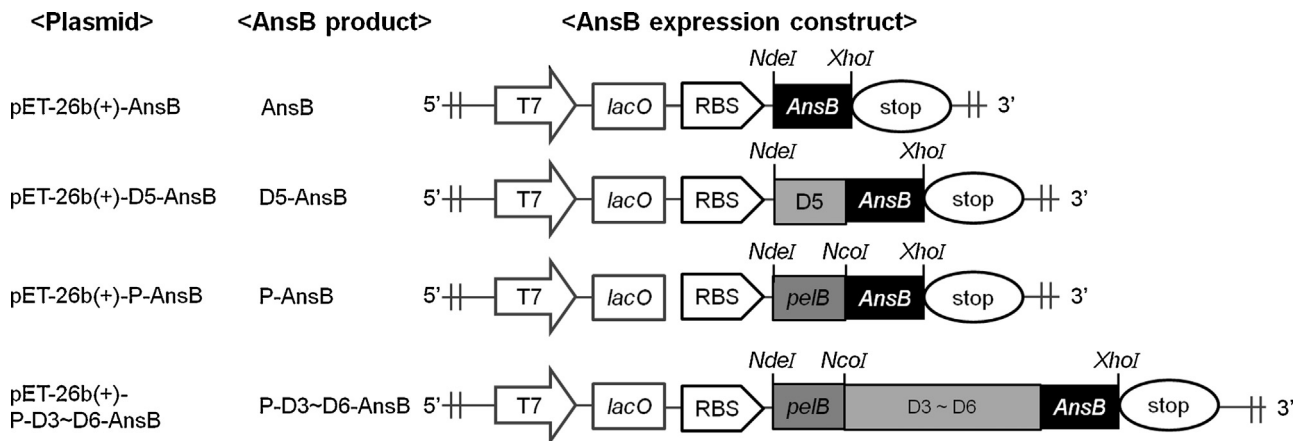 <Plasmid> <AnsB product> <AnsB expression construct>
NdeI XhoI
pET-26b(+)-AnsB AnsB 5’ T7 lacO RBS AnsB stop 3’
NdeI XhoI
pET-26b(+)-D5-AnsB D5-AnsB 5’ T7 lacO RBS D5 AnsB stop 3’
NdeI NcoI XhoI
pET-26b(+)-P-AnsB P-AnsB 5’ T7 lacO RBS pelB AnsB stop 3’
NdeI NcoI XhoI
pET-26b(+)-
P-D3~D6-AnsB P-D3~D6-AnsB 5’ T7 lacO RBS pelB D3 ~ D6 AnsB stop 3’